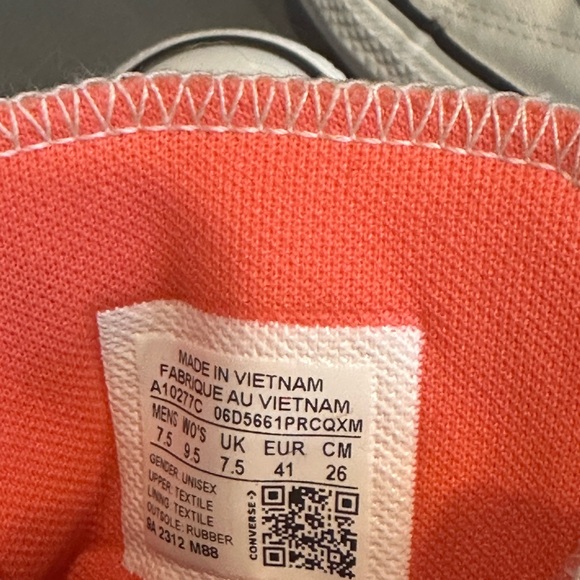 MADE IN VIETNAM
FABRIQUE AU VIETNAM
A10277C 06D5661PRCQXM
MENS WO'S UK EUR CM
7.5 9.5 7.5 41 26
GENDER: UNISEX
UPPER: TEXTILE
LINING: TEXTILE
OUTSOLE: RUBBER
GA 2312 M88
CONVERSE